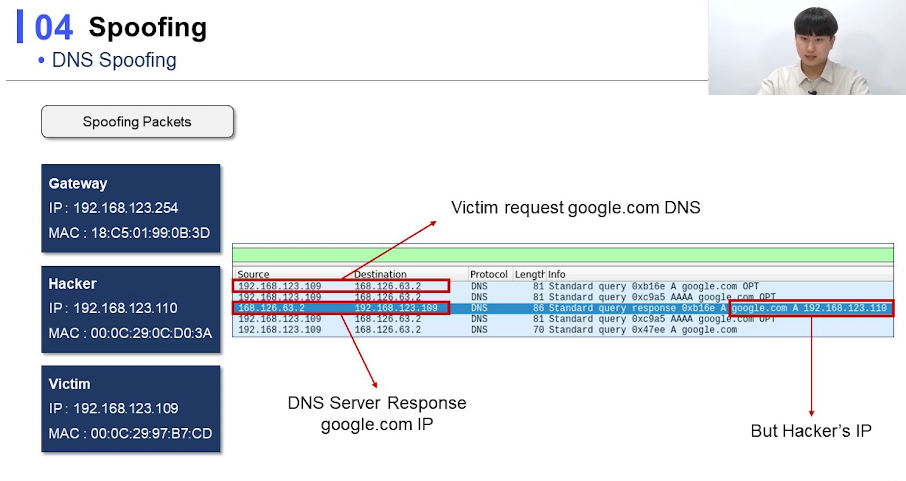 04 Spoofing
• DNS Spoofing
Spoofing Packets
Gateway
IP : 192.168.123.254
MAC : 18:C5:01:99:0B:3D
Hacker
IP : 192.168.123.110
MAC : 00:0C:29:0C:D0:3A
Victim
IP : 192.168.123.109
MAC : 00:0C:29:97:B7:CD
Victim request google.com DNS
Source Destination Protocol Length Info
192.168.123.109 168.126.63.2 DNS 81 Standard query 0xb16e A google.com OPT
192.168.123.109 168.126.63.2 DNS 81 Standard query 0xc9a5 AAAA google.com OPT
168.126.63.2 192.168.123.109 DNS 86 Standard query response 0xb16e A google.com A 192.168.123.110
192.168.123.109 168.126.63.2 DNS 81 Standard query 0xc9a5 AAAA google.com OPT
192.168.123.109 168.126.63.2 DNS 70 Standard query 0x47ee A google.com
DNS Server Response
google.com IP
But Hacker's IP